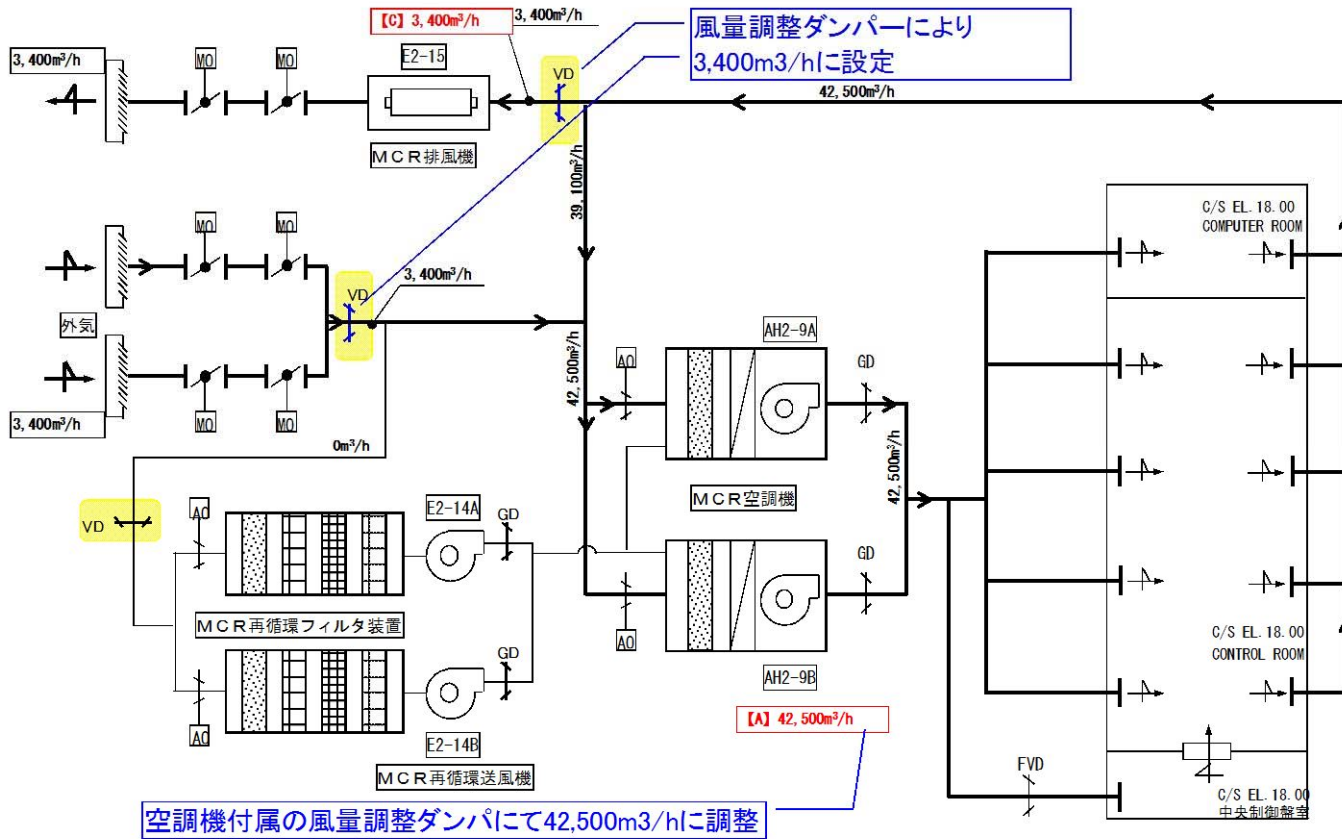 【C】3,400m³/h
3,400m³/h
風量調整ダンパーにより
3,400m3/hに設定
3,400m³/h
MO
MO
E2-15
VD
42,500m³/h
MCR排風機
39,100m³/h
C/S EL.18.00
COMPUTER ROOM
MO
MO
VD
3,400m³/h
外気
AH2-9A
AO
GD
42,500m³/h
3,400m³/h
MO
MO
0m³/h
42,500m³/h
MCR空調機
VD
AO
E2-14A
GD
GD
MCR再循環フィルタ装置
AO
C/S EL.18.00
CONTROL ROOM
GD
AH2-9B
AO
E2-14B
【A】42,500m³/h
MCR再循環送風機
FVD
C/S EL.18.00
中央制御盤室
空調機付属の風量調整ダンパにて42,500m3/hに調整